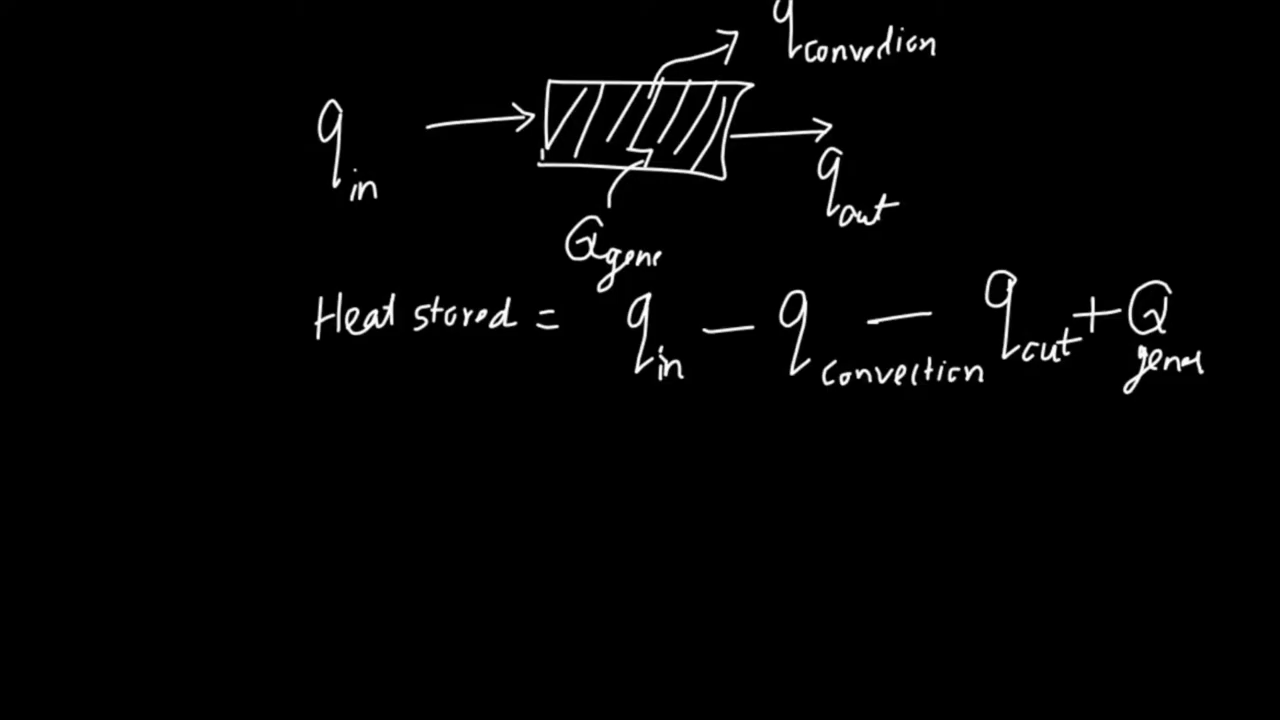 q convection
q in
q out
Q gene
Heat stored = q in - q convection - q out + Q gene